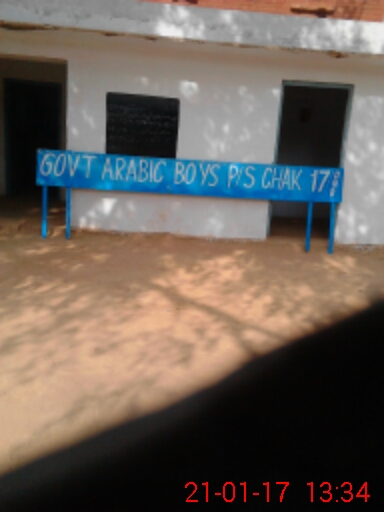 GOVT ARABIC BOYS P/S CHAK 17
21-01-17 13:34